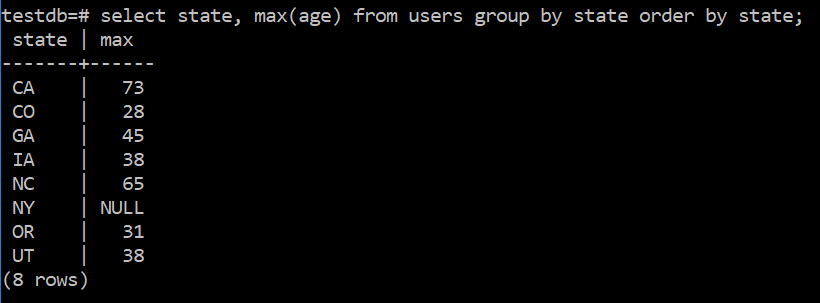 testdb=# select state, max(age) from users group by state order by state;
 state | max
-------+------
 CA    |   73
 CO    |   28
 GA    |   45
 IA    |   38
 NC    |   65
 NY    | NULL
 OR    |   31
 UT    |   38
(8 rows)